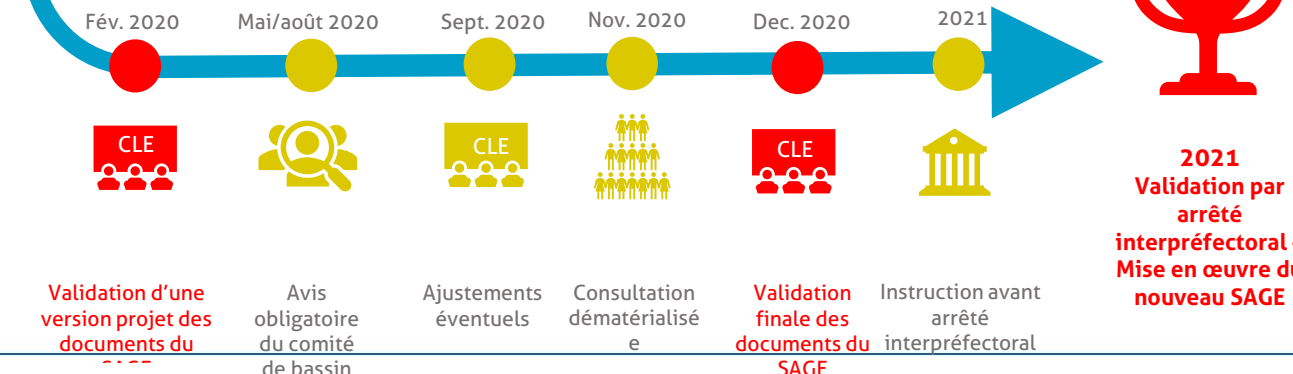 Fév. 2020
Mai/août 2020
Sept. 2020
Nov. 2020
Dec. 2020
2021
CLE
CLE
CLE
Validation d’une
version projet des
documents du
SAGE
Avis
obligatoire
du comité
de bassin
Ajustements
éventuels
Consultation
dématérialisé
e
Validation
finale des
documents du
SAGE
Instruction avant
arrêté
interpréfectoral
2021
Validation par
arrêté
interpréfectoral
Mise en œuvre du
nouveau SAGE